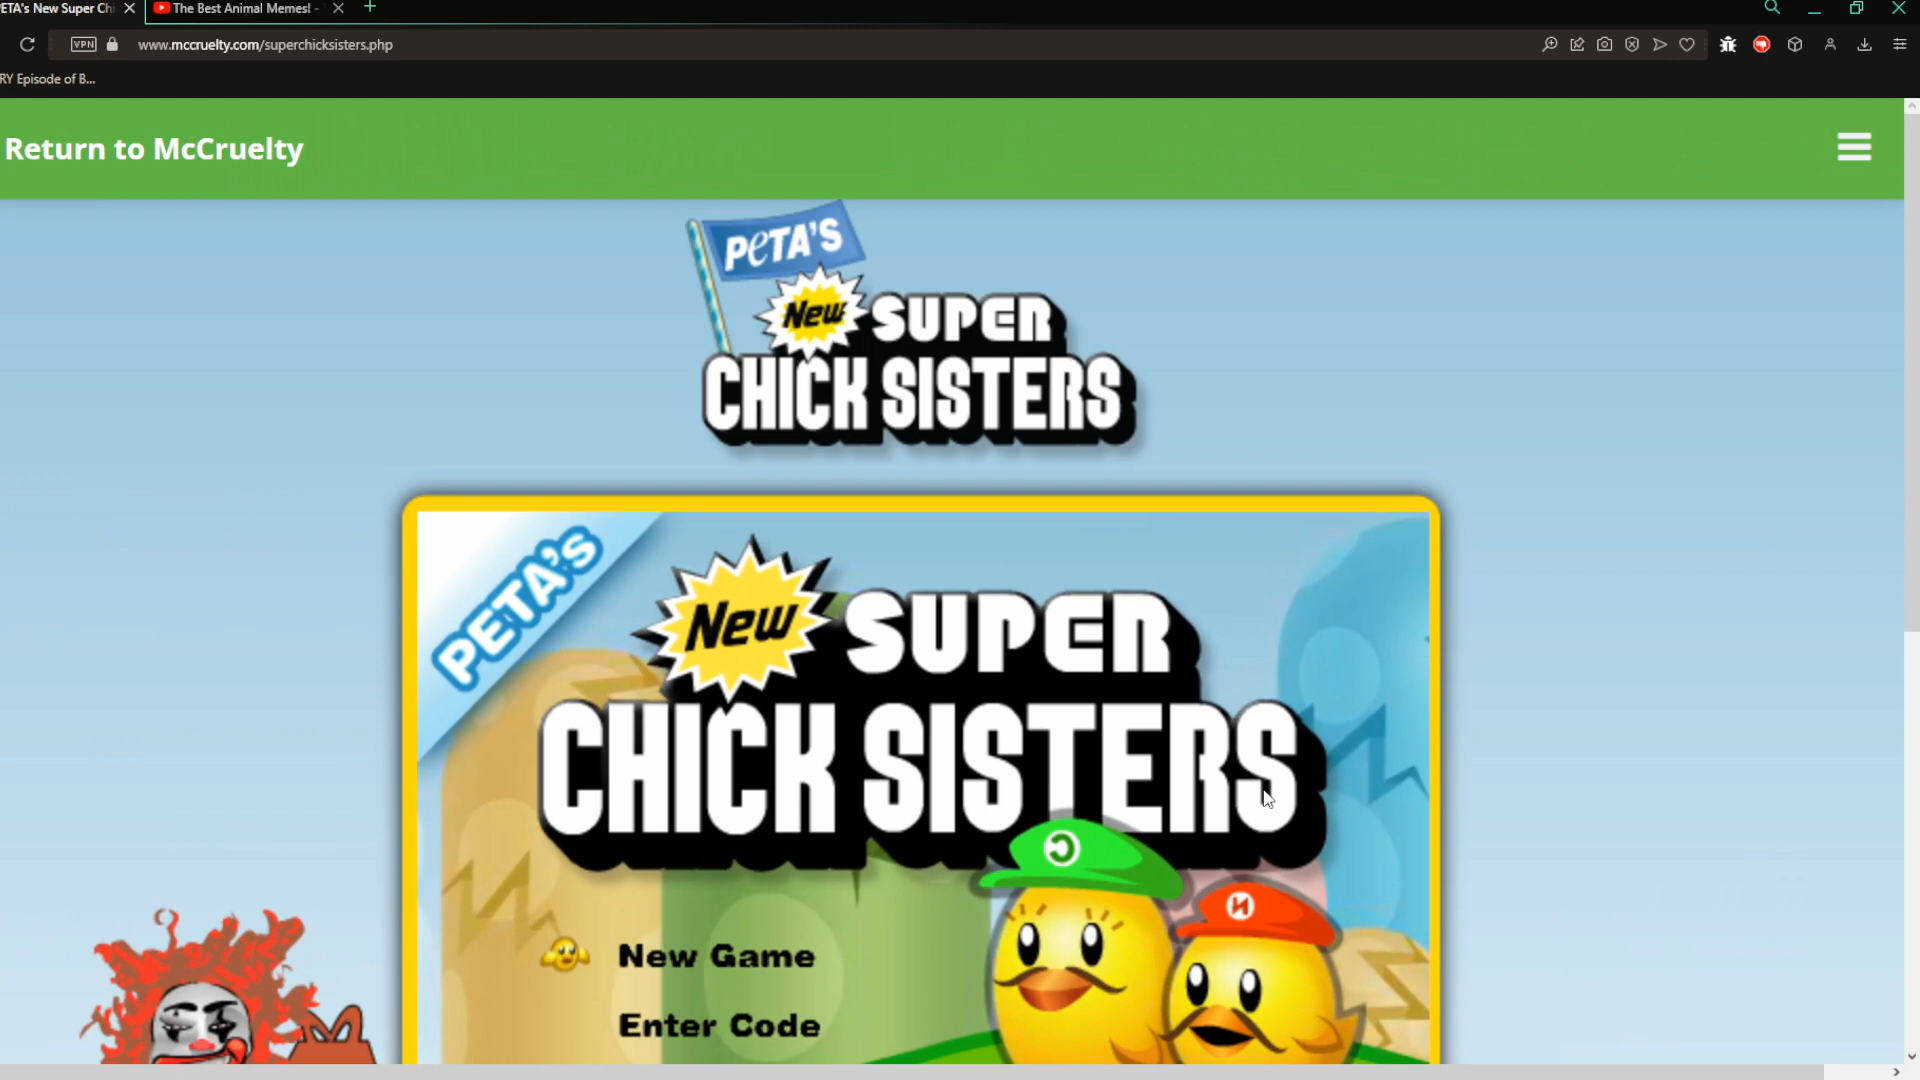 ETA's New Super Ch
The Best Animal Memes! -
VPN
www.mccruelty.com/superchicksisters.php
RY Episode of B...
Return to McCruelty
PETA'S
New SUPER
CHICK SISTERS
PETA's
New SUPER
CHICK SISTERS
C
N
New Game
Enter Code